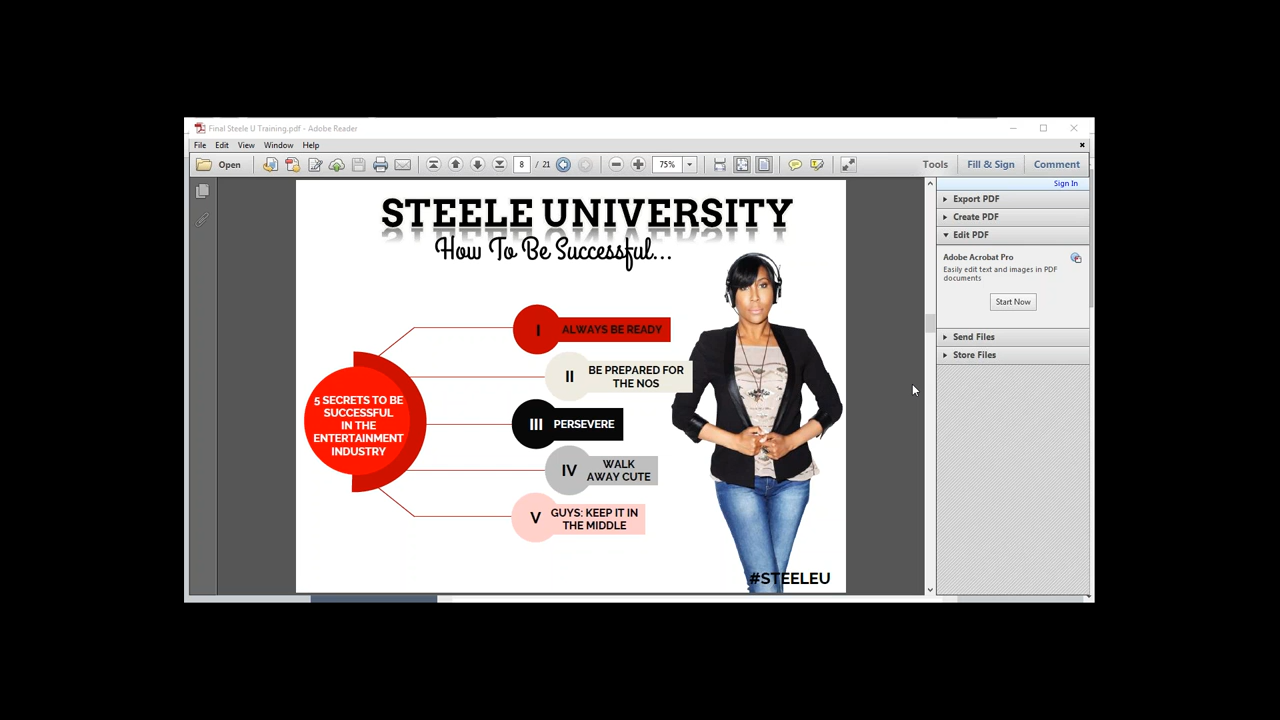 Final Steele U Training.pdf - Adobe Reader
File Edit View Window Help
Open 8 / 21 75% Tools Fill & Sign Comment
Sign In
Export PDF
Create PDF
Edit PDF
Adobe Acrobat Pro
Easily edit text and images in PDF
documents
Start Now
Send Files
Store Files
STEELE UNIVERSITY
How To Be Successful...
5 SECRETS TO BE
SUCCESSFUL
IN THE
ENTERTAINMENT
INDUSTRY
I ALWAYS BE READY
II BE PREPARED FOR
THE NOS
III PERSEVERE
IV WALK
AWAY CUTE
V GUYS: KEEP IT IN
THE MIDDLE
#STEELEU